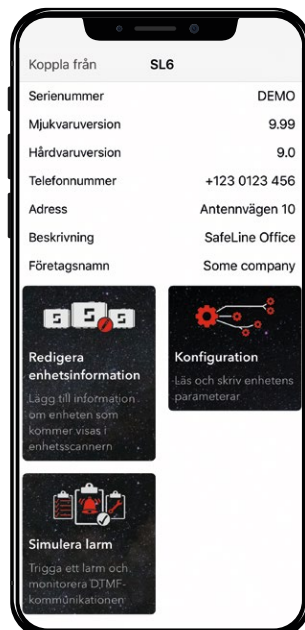 Koppla från SL6
Serienummer DEMO
Mjukvaruversion 9.99
Hårdvaruversion 9.0
Telefonnummer +123 0123 456
Adress Antennvägen 10
Beskrivning SafeLine Office
Företagsnamn Some company
Redigera
enhetsinformation
Lägg till information
om enheten som
kommer visas i
enhetsscannern
Konfiguration
Läs och skriv enhetens
parametrar
Simulera larm
Trigga ett larm och
monitorera DTMF-
kommunikationen